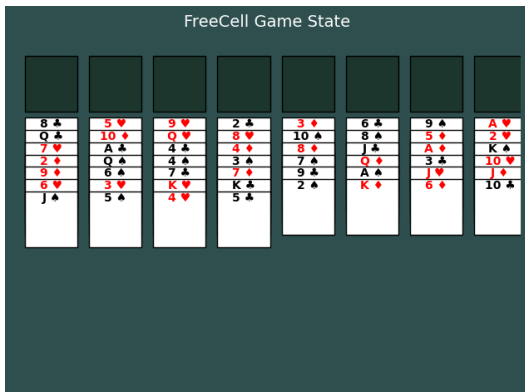 FreeCell Game State
8 ♣ 5 ♥ 9 ♥ 2 ♣ 3 ♦ 6 ♣ 9 ♠ A ♥
Q ♣ 10 ♦ Q ♥ 8 ♥ 10 ♠ 8 ♠ 5 ♦ 2 ♥
7 ♥ A ♣ 4 ♣ 4 ♦ 8 ♦ J ♣ A ♦ K ♠
2 ♦ Q ♠ 4 ♠ 3 ♠ 7 ♠ Q ♦ 3 ♣ 10 ♥
9 ♦ 6 ♠ 7 ♣ 7 ♦ 9 ♣ A ♠ J ♥ J ♦
6 ♥ 3 ♥ K ♥ K ♣ 2 ♠ K ♦ 6 ♦ 10 ♣
J ♠ 5 ♠ 4 ♥ 5 ♣